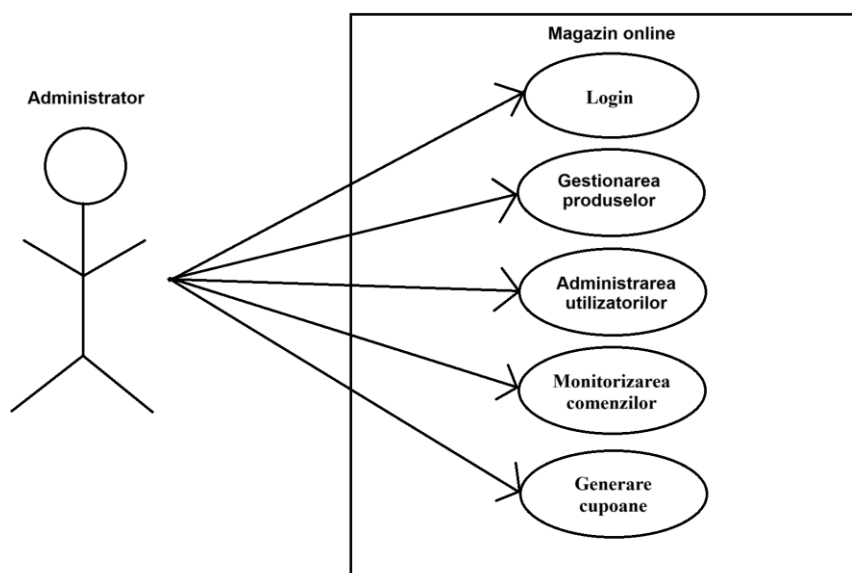 Magazin online
Administrator
Login
Gestionarea
produselor
Administrarea
utilizatorilor
Monitorizarea
comenzilor
Generare
cupoane